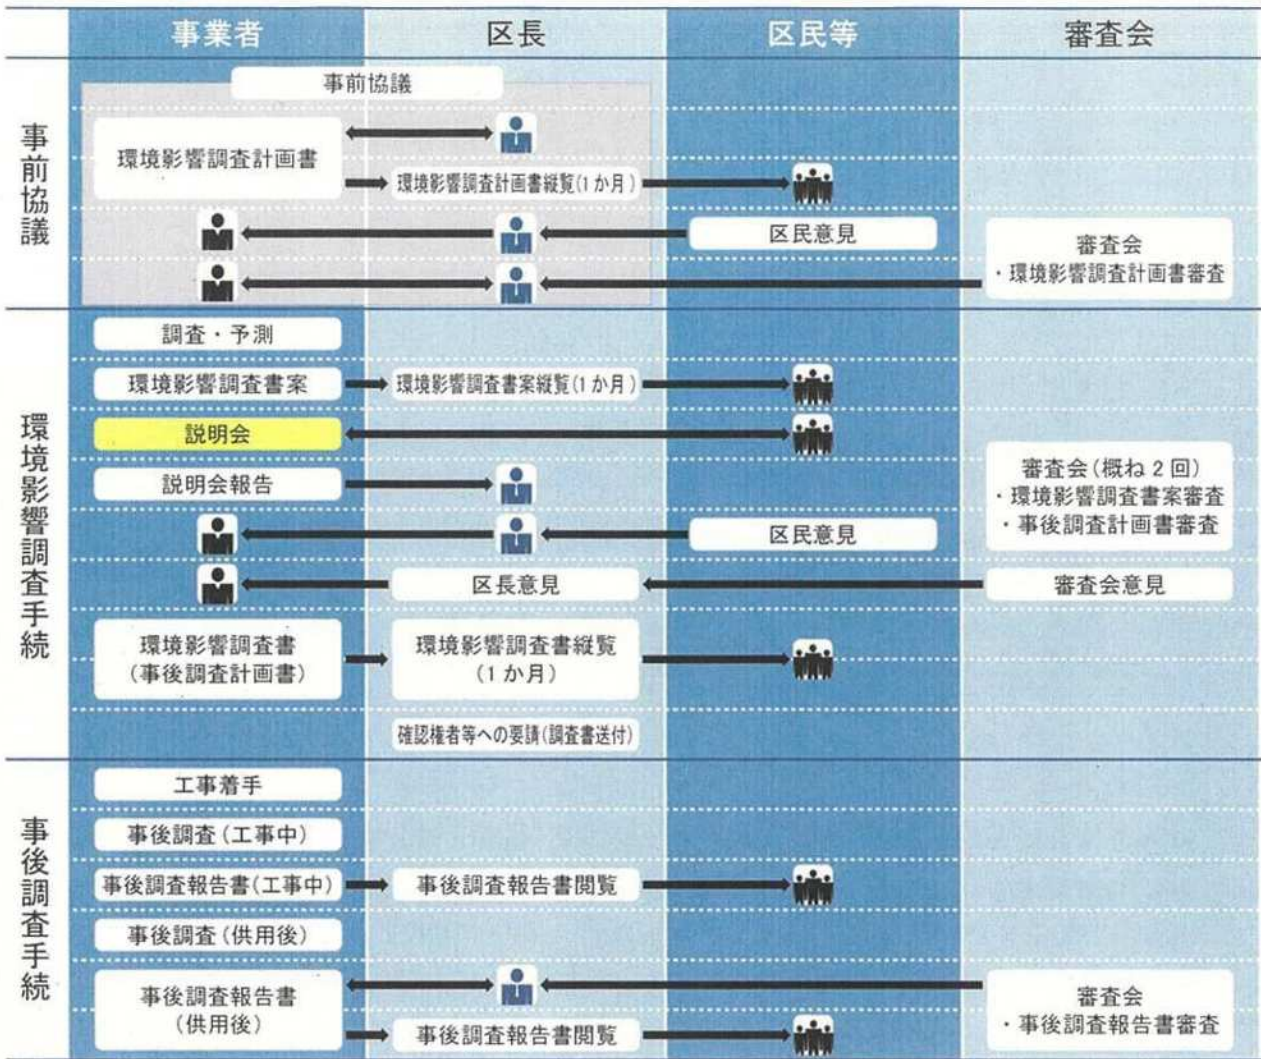 事業者
区長
区民等
審査会
事前協議
事前協議
環境影響調査計画書
環境影響調査計画書縦覧(1か月)
区民意見
審査会
・環境影響調査計画書審査
環境影響調査手続
調査・予測
環境影響調査書案
環境影響調査書案縦覧(1か月)
説明会
説明会報告
審査会(概ね2回)
・環境影響調査書案審査
・事後調査計画書審査
区民意見
区長意見
審査会意見
環境影響調査書
(事後調査計画書)
環境影響調査書縦覧
(1か月)
確認権者等への要請(調査書送付)
事後調査手続
工事着手
事後調査(工事中)
事後調査報告書(工事中)
事後調査報告書閲覧
事後調査(供用後)
事後調査報告書
(供用後)
審査会
・事後調査報告書審査
事後調査報告書閲覧